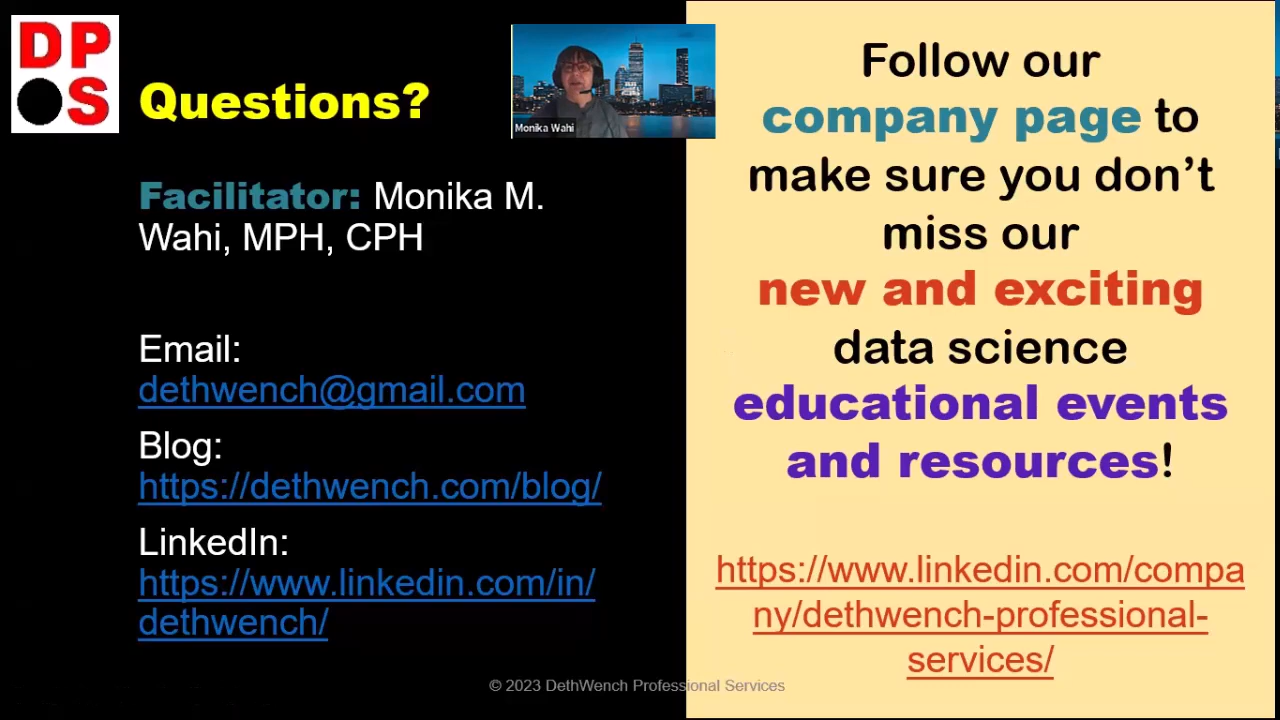 DP
S
Questions?
Monika Wahi
Facilitator: Monika M.
Wahi, MPH, CPH
Email:
dethwench@gmail.com
Blog:
https://dethwench.com/blog/
LinkedIn:
https://www.linkedin.com/in/
dethwench/
Follow our
company page to
make sure you don’t
miss our
new and exciting
data science
educational events
and resources!
https://www.linkedin.com/compa
ny/dethwench-professional-
services/
© 2023 DethWench Professional Services